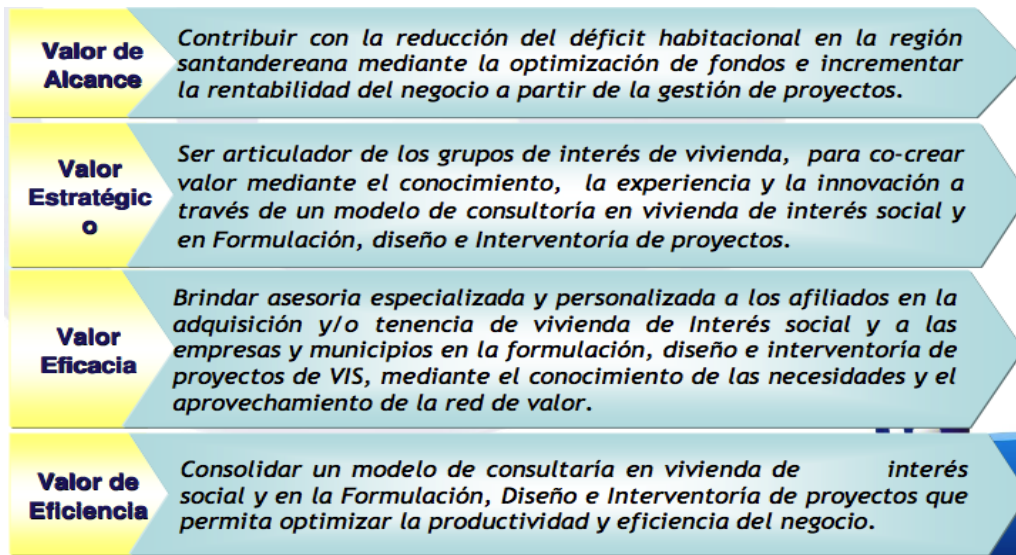 Valor de
Alcance
Contribuir con la reducción del déficit habitacional en la región
santandereana mediante la optimización de fondos e incrementar
la rentabilidad del negocio a partir de la gestión de proyectos.
Valor
Estratégic
o
Ser articulador de los grupos de interés de vivienda, para co-crear
valor mediante el conocimiento, la experiencia y la innovación a
través de un modelo de consultoría en vivienda de interés social y
en Formulación, diseño e Interventoría de proyectos.
Valor
Eficacia
Brindar asesoria especializada y personalizada a los afiliados en la
adquisición y/o tenencia de vivienda de Interés social y a las
empresas y municipios en la formulación, diseño e interventoría de
proyectos de VIS, mediante el conocimiento de las necesidades y el
aprovechamiento de la red de valor.
Valor de
Eficiencia
Consolidar un modelo de consultaría en vivienda de interés
social y en la Formulación, Diseño e Interventoría de proyectos que
permita optimizar la productividad y eficiencia del negocio.